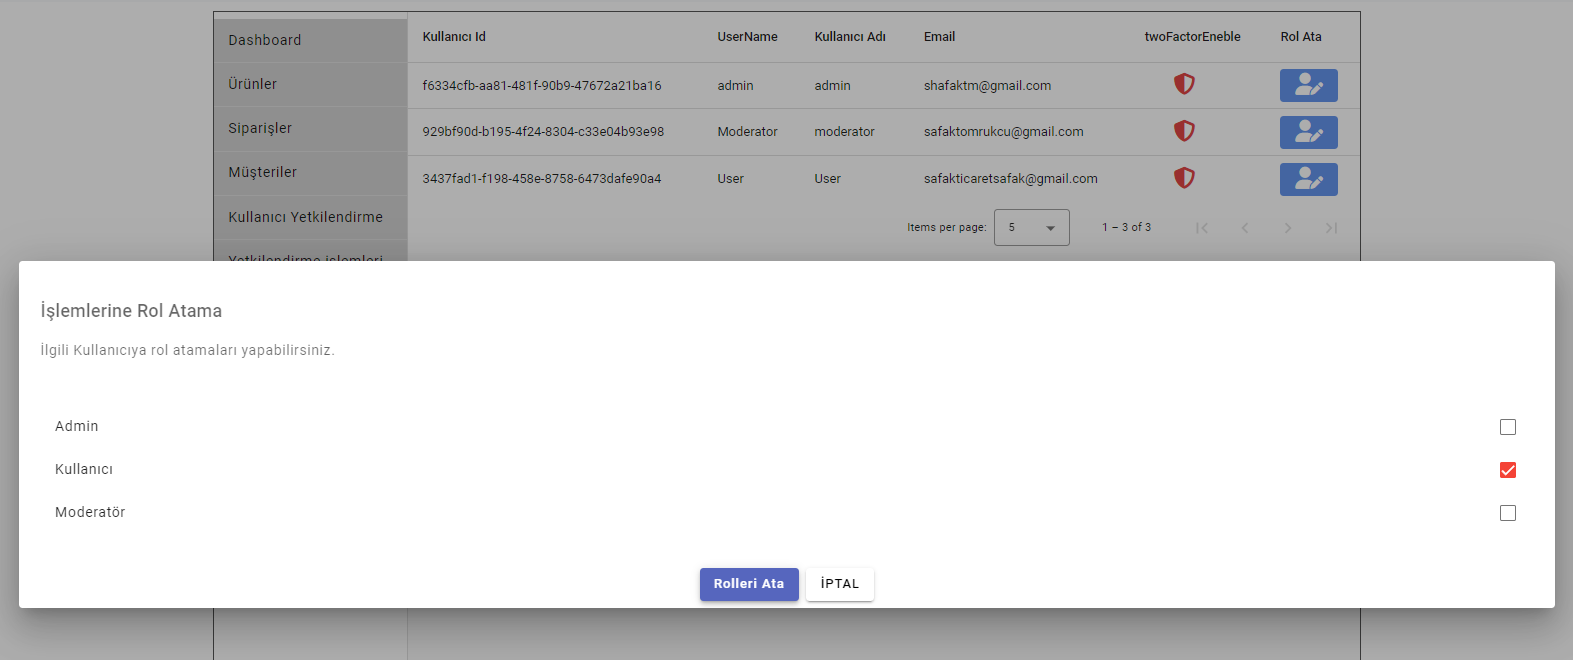 Dashboard
Ürünler
Siparişler
Müşteriler
Kullanıcı Yetkilendirme
Yetkilendirme işlemleri
Kullanıcı Id UserName Kullanıcı Adı Email twoFactorEneble Rol Ata
f6334cfb-aa81-481f-90b9-47672a21ba16 admin admin shafaktm@gmail.com
929bf90d-b195-4f24-8304-c33e04b93e98 Moderator moderator safaktomrukcu@gmail.com
3437fad1-f198-458e-8758-6473dafe90a4 User User safakticaretsafak@gmail.com
Items per page: 5 1 – 3 of 3
İşlemlerine Rol Atama
İlgili Kullanıcıya rol atamaları yapabilirsiniz.
Admin
Kullanıcı
Moderatör
Rolleri Ata İPTAL